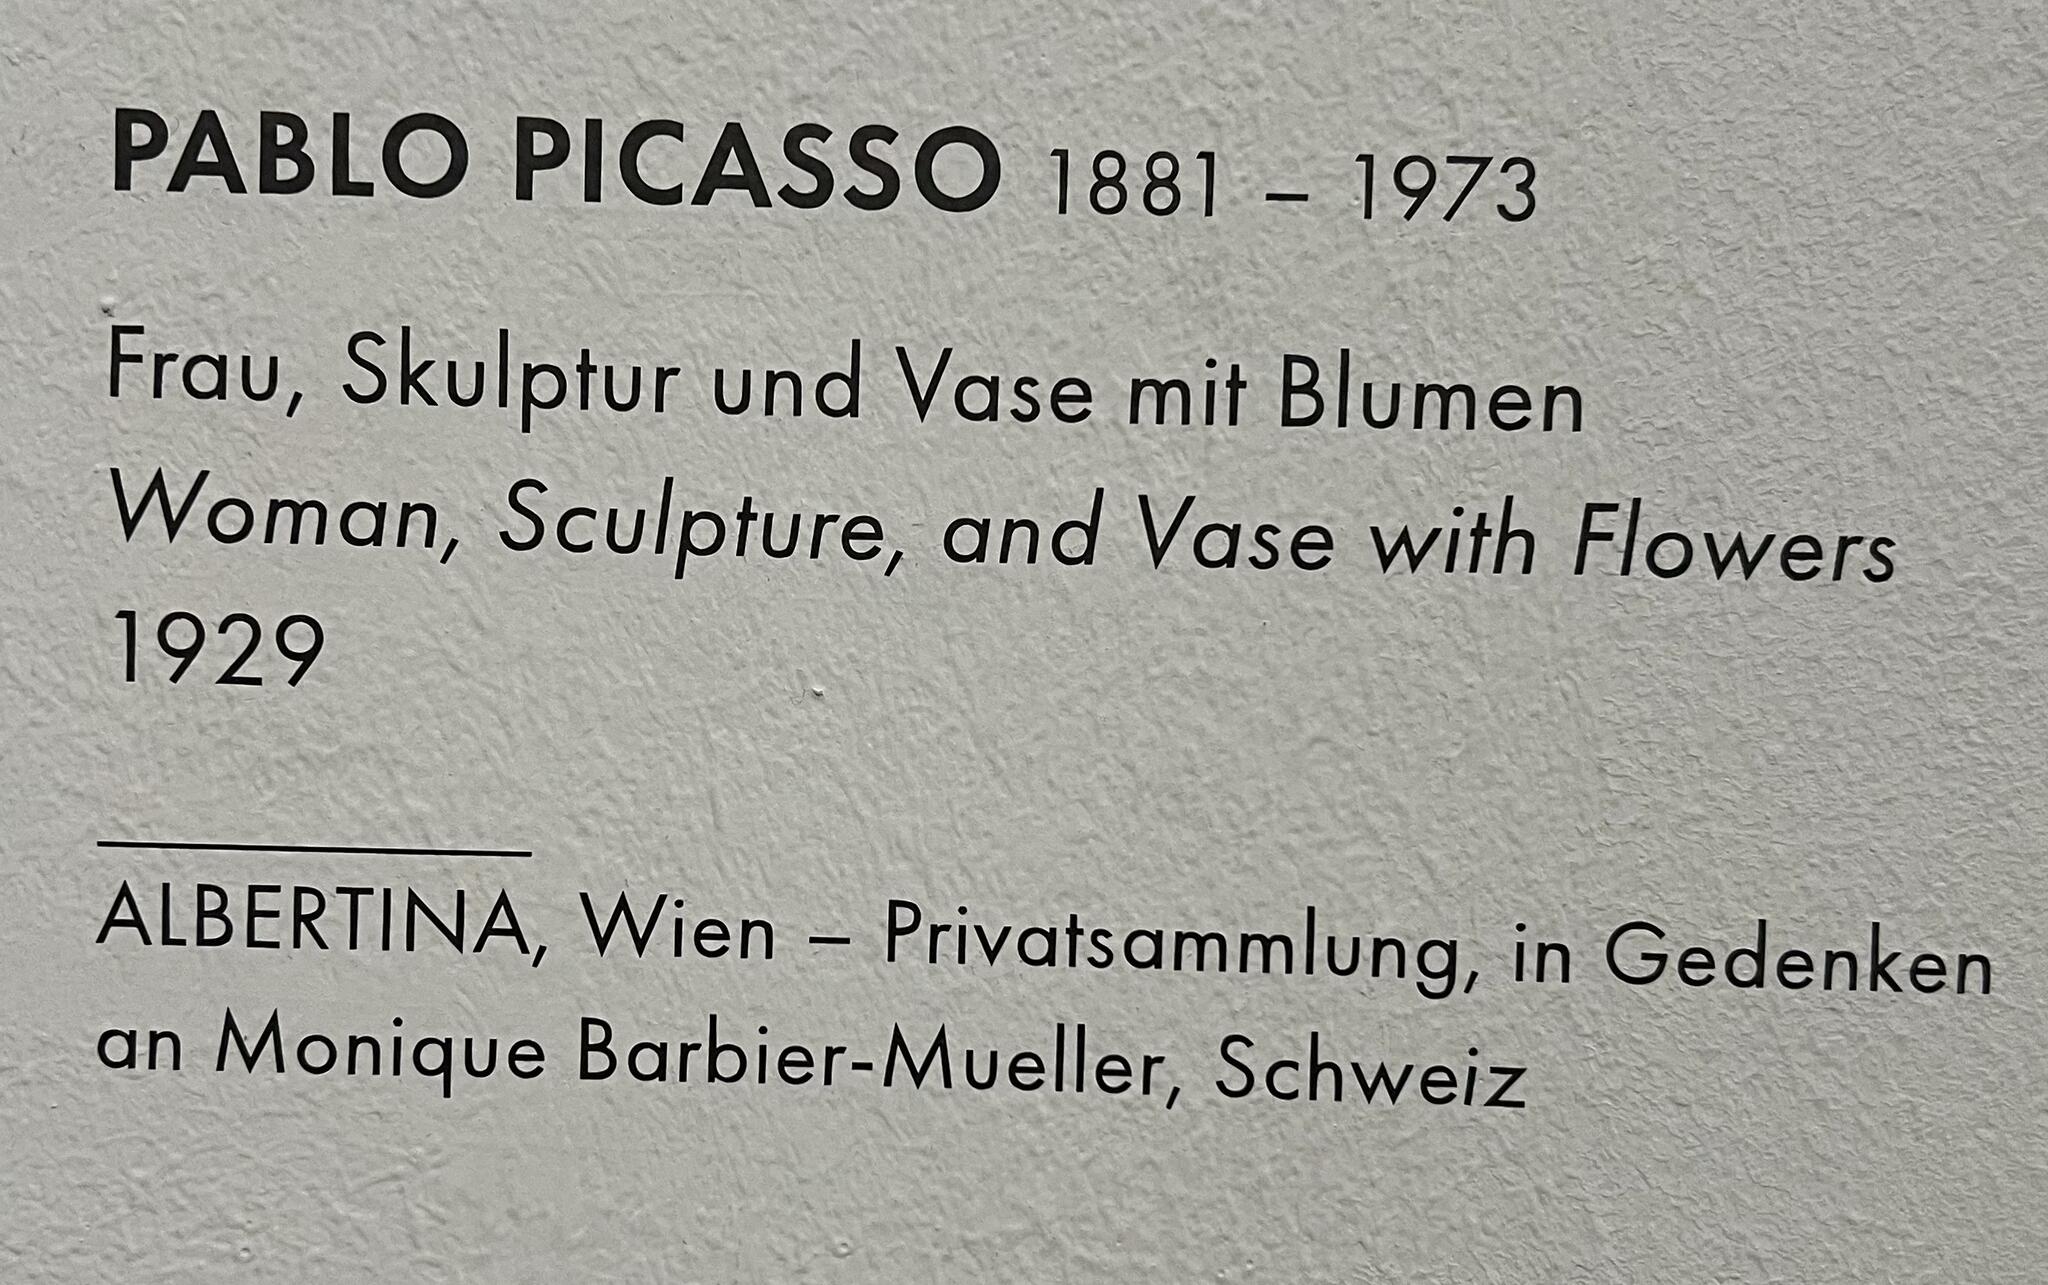 PABLO PICASSO 1881 – 1973
Frau, Skulptur und Vase mit Blumen
Woman, Sculpture, and Vase with Flowers
1929
ALBERTINA, Wien – Privatsammlung, in Gedenken
an Monique Barbier-Mueller, Schweiz